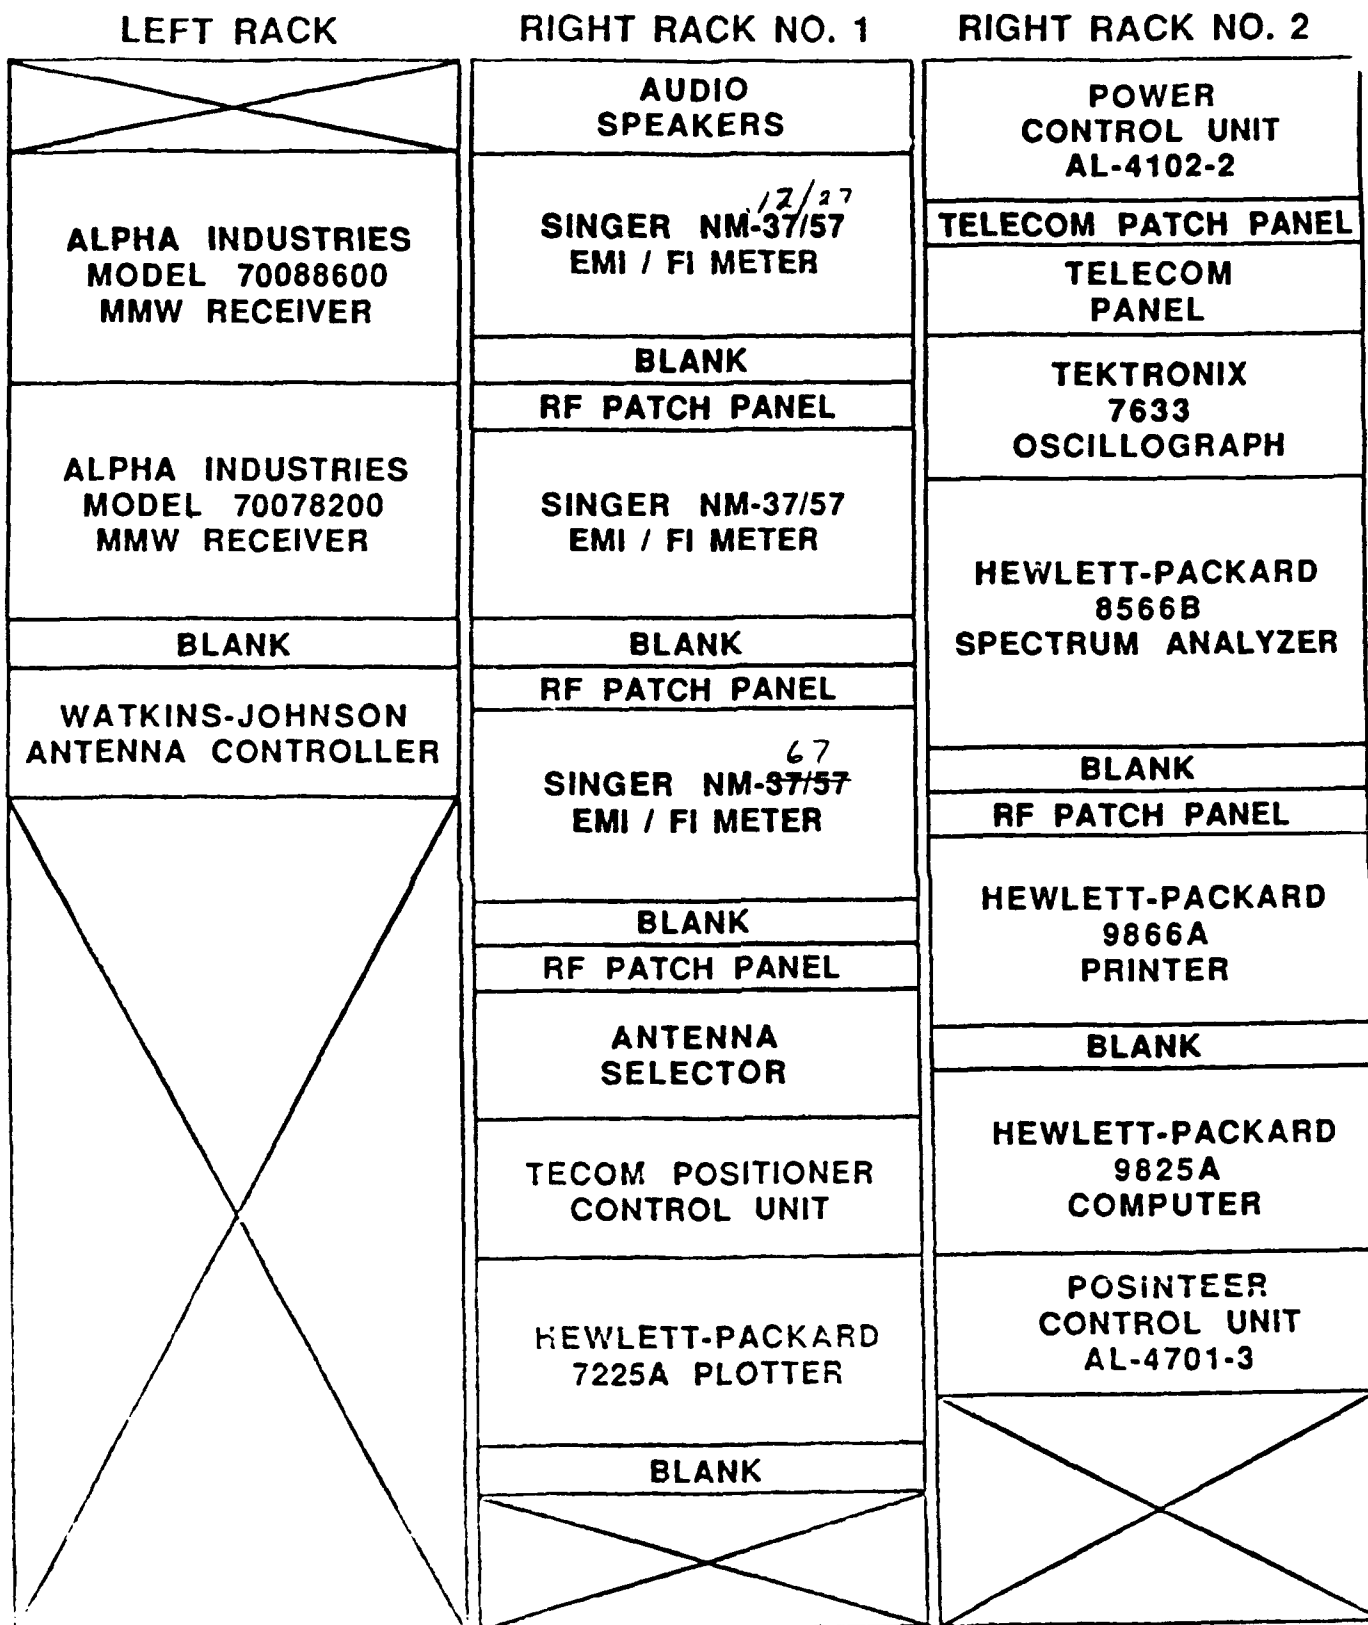 LEFT RACK
ALPHA INDUSTRIES
MODEL 70088600
MMW RECEIVER
ALPHA INDUSTRIES
MODEL 70078200
MMW RECEIVER
BLANK
WATKINS-JOHNSON
ANTENNA CONTROLLER
RIGHT RACK NO. 1
AUDIO
SPEAKERS
12/27
SINGER NM-37/57
EMI / FI METER
BLANK
RF PATCH PANEL
SINGER NM-37/57
EMI / FI METER
BLANK
RF PATCH PANEL
67
SINGER NM-37/57
EMI / FI METER
BLANK
RF PATCH PANEL
ANTENNA
SELECTOR
TECOM POSITIONER
CONTROL UNIT
HEWLETT-PACKARD
7225A PLOTTER
BLANK
RIGHT RACK NO. 2
POWER
CONTROL UNIT
AL-4102-2
TELECOM PATCH PANEL
TELECOM
PANEL
TEKTRONIX
7633
OSCILLOGRAPH
HEWLETT-PACKARD
8566B
SPECTRUM ANALYZER
BLANK
RF PATCH PANEL
HEWLETT-PACKARD
9866A
PRINTER
BLANK
HEWLETT-PACKARD
9825A
COMPUTER
POSINTEER
CONTROL UNIT
AL-4701-3